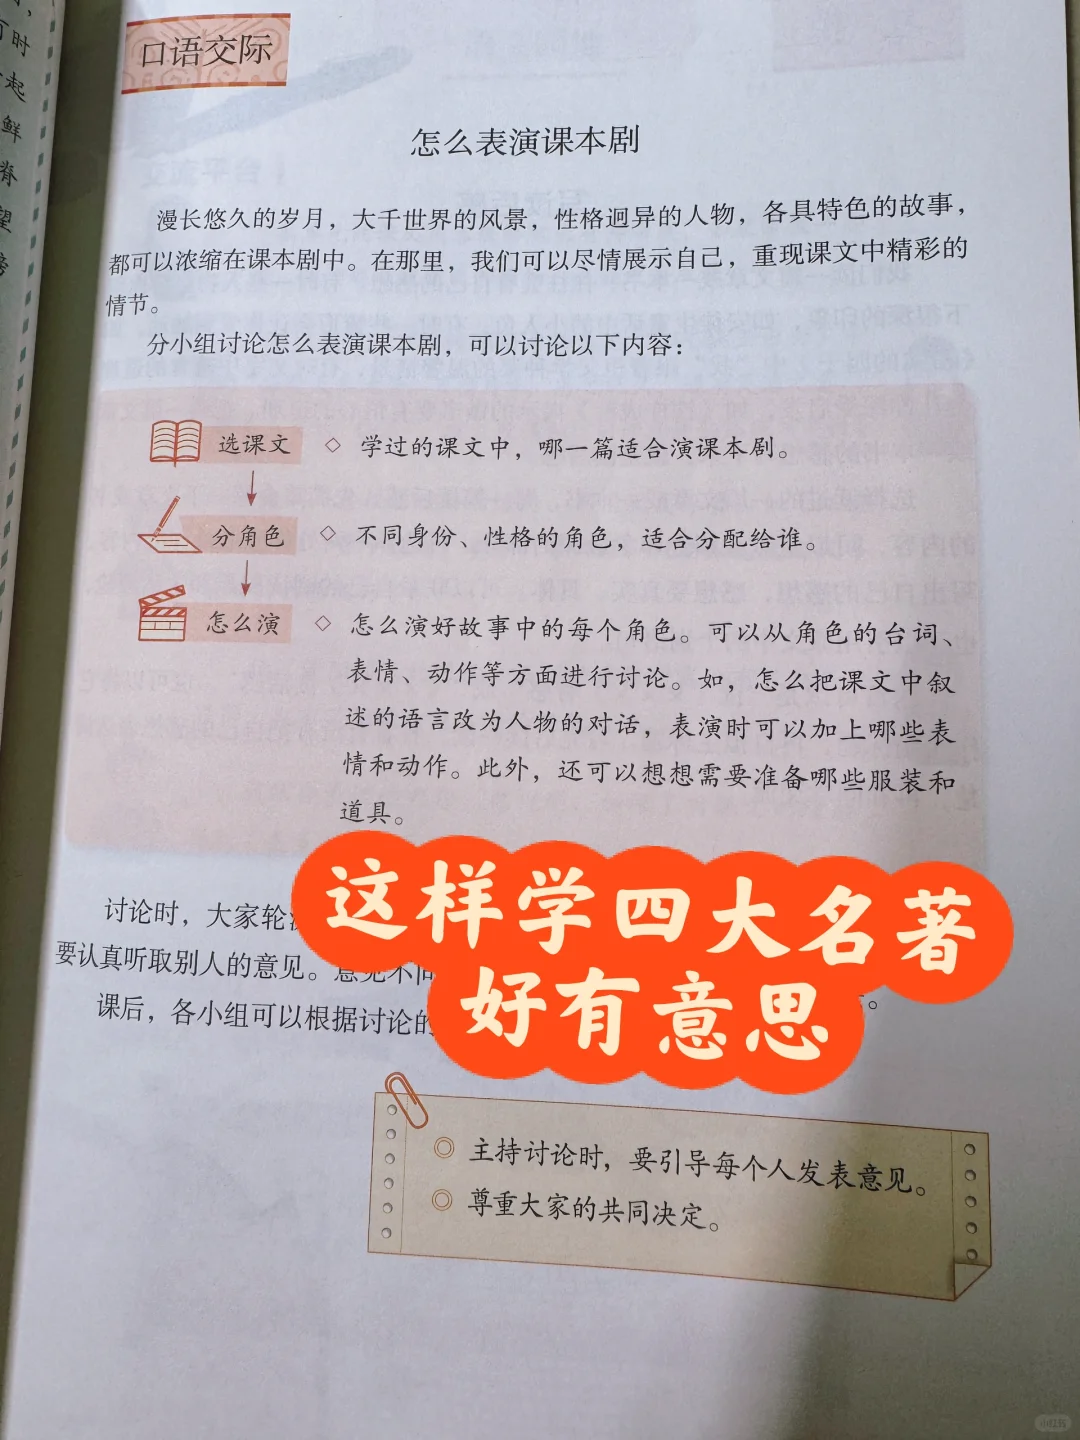 时
起
鲜
脊
望
口语交际
怎么表演课本剧
漫长悠久的岁月，大千世界的风景，性格迥异的人物，各具特色的故事，
都可以浓缩在课本剧中。在那里，我们可以尽情展示自己，重现课文中精彩的
情节。
分小组讨论怎么表演课本剧，可以讨论以下内容：
选课文 ◇ 学过的课文中，哪一篇适合演课本剧。
分角色 ◇ 不同身份、性格的角色，适合分配给谁。
怎么演 ◇ 怎么演好故事中的每个角色。可以从角色的台词、
表情、动作等方面进行讨论。如，怎么把课文中叙
述的语言改为人物的对话，表演时可以加上哪些表
情和动作。此外，还可以想想需要准备哪些服装和
道具。
讨论时，大家轮流
要认真听取别人的意见。意见不同
课后，各小组可以根据讨论的
这样学四大名著
好有意思
◎ 主持讨论时，要引导每个人发表意见。
◎ 尊重大家的共同决定。
小红书